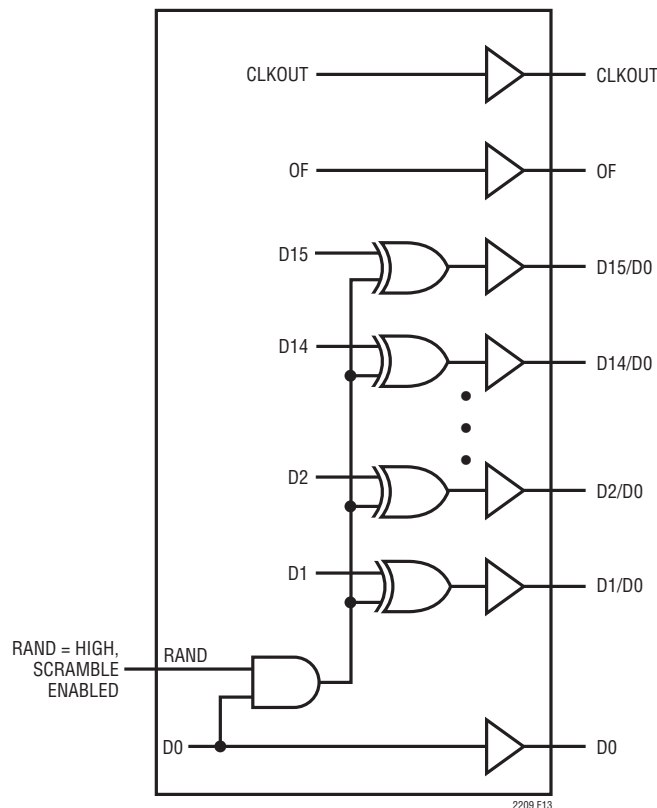 CLKOUT
CLKOUT
OF
OF
D15
D15/D0
D14
D14/D0
D2
D2/D0
D1
D1/D0
RAND = HIGH,
SCRAMBLE
ENABLED
RAND
D0
D0
2209 F13